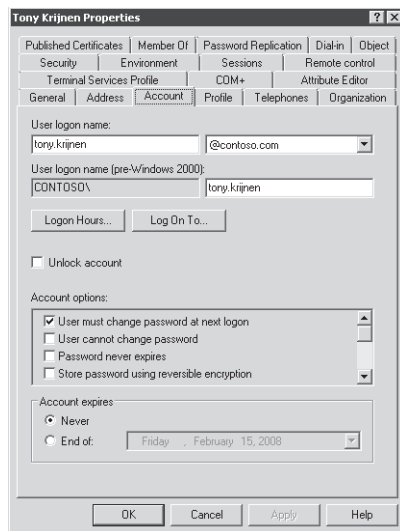 Tony Krijnen Properties
Published Certificates Member Of Password Replication Dial-in Object
Security Environment Sessions Remote control
Terminal Services Profile COM+ Attribute Editor
General Address Account Profile Telephones Organization
User logon name:
tony.krijnen @contoso.com
User logon name (pre-Windows 2000):
CONTOSO\ tony.krijnen
Logon Hours... Log On To...
Unlock account
Account options:
User must change password at next logon
User cannot change password
Password never expires
Store password using reversible encryption
Account expires
Never
End of: Friday , February 15, 2008
OK Cancel Apply Help